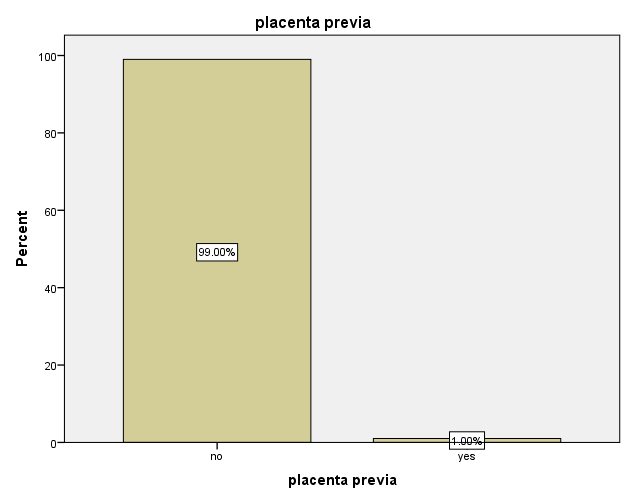 placenta previa
Percent
100
80
60
40
20
0
99.00%
1.00%
no yes
placenta previa